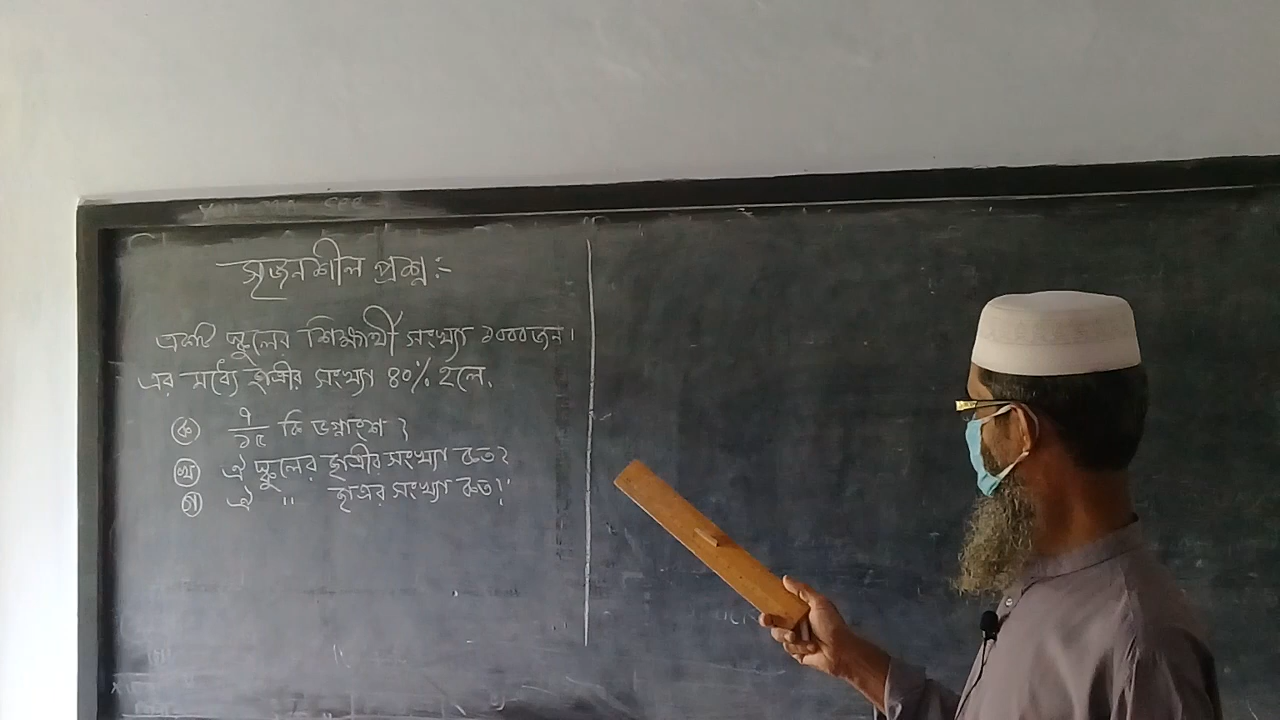 সৃজনশীল প্রশ্ন:-
একটি স্কুলের শিক্ষার্থী সংখ্যা ১০০০জন।
এর মধ্যে ছাত্রীর সংখ্যা ৪০% হলে,
ক ৭/১৫ কি ভগ্নাংশ?
খ ঐ স্কুলের ছাত্রীর সংখ্যা কত?
গ ঐ " ছাত্রর সংখ্যা কত?